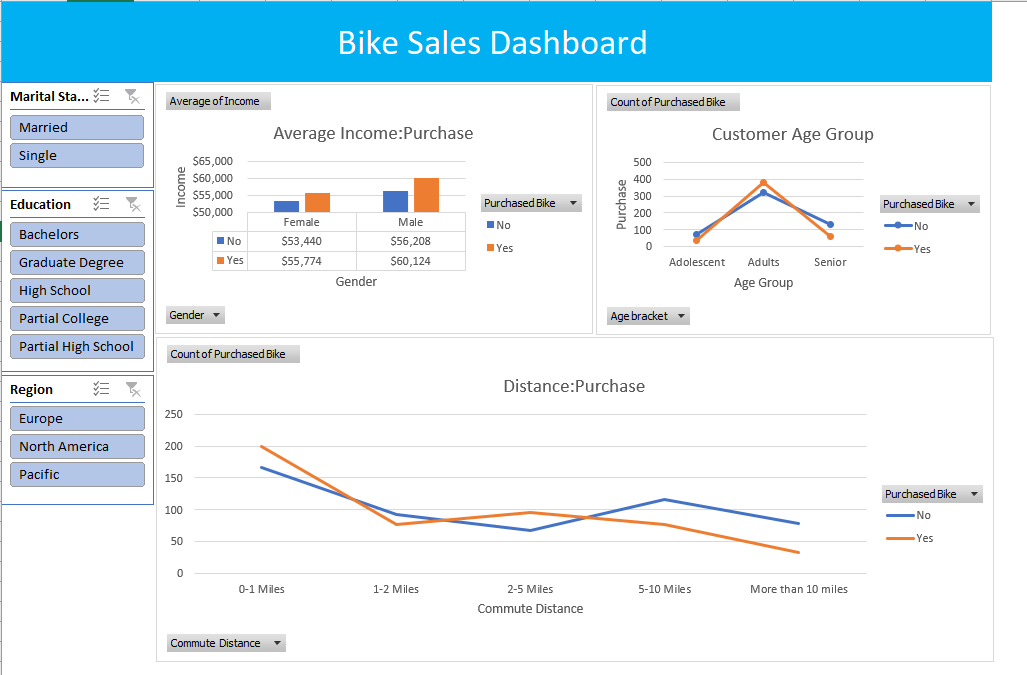 Bike Sales Dashboard
Marital Sta...
Married
Single
Education
Bachelors
Graduate Degree
High School
Partial College
Partial High School
Region
Europe
North America
Pacific
Average of Income
Average Income:Purchase
Income
$65,000
$60,000
$55,000
$50,000
Female Male
No $53,440 $56,208
Yes $55,774 $60,124
Gender
Purchased Bike
No
Yes
Gender
Count of Purchased Bike
Customer Age Group
Purchase
500
400
300
200
100
0
Adolescent Adults Senior
Age Group
Purchased Bike
No
Yes
Age bracket
Count of Purchased Bike
Distance:Purchase
250
200
150
100
50
0
0-1 Miles 1-2 Miles 2-5 Miles 5-10 Miles More than 10 miles
Commute Distance
Purchased Bike
No
Yes
Commute Distance